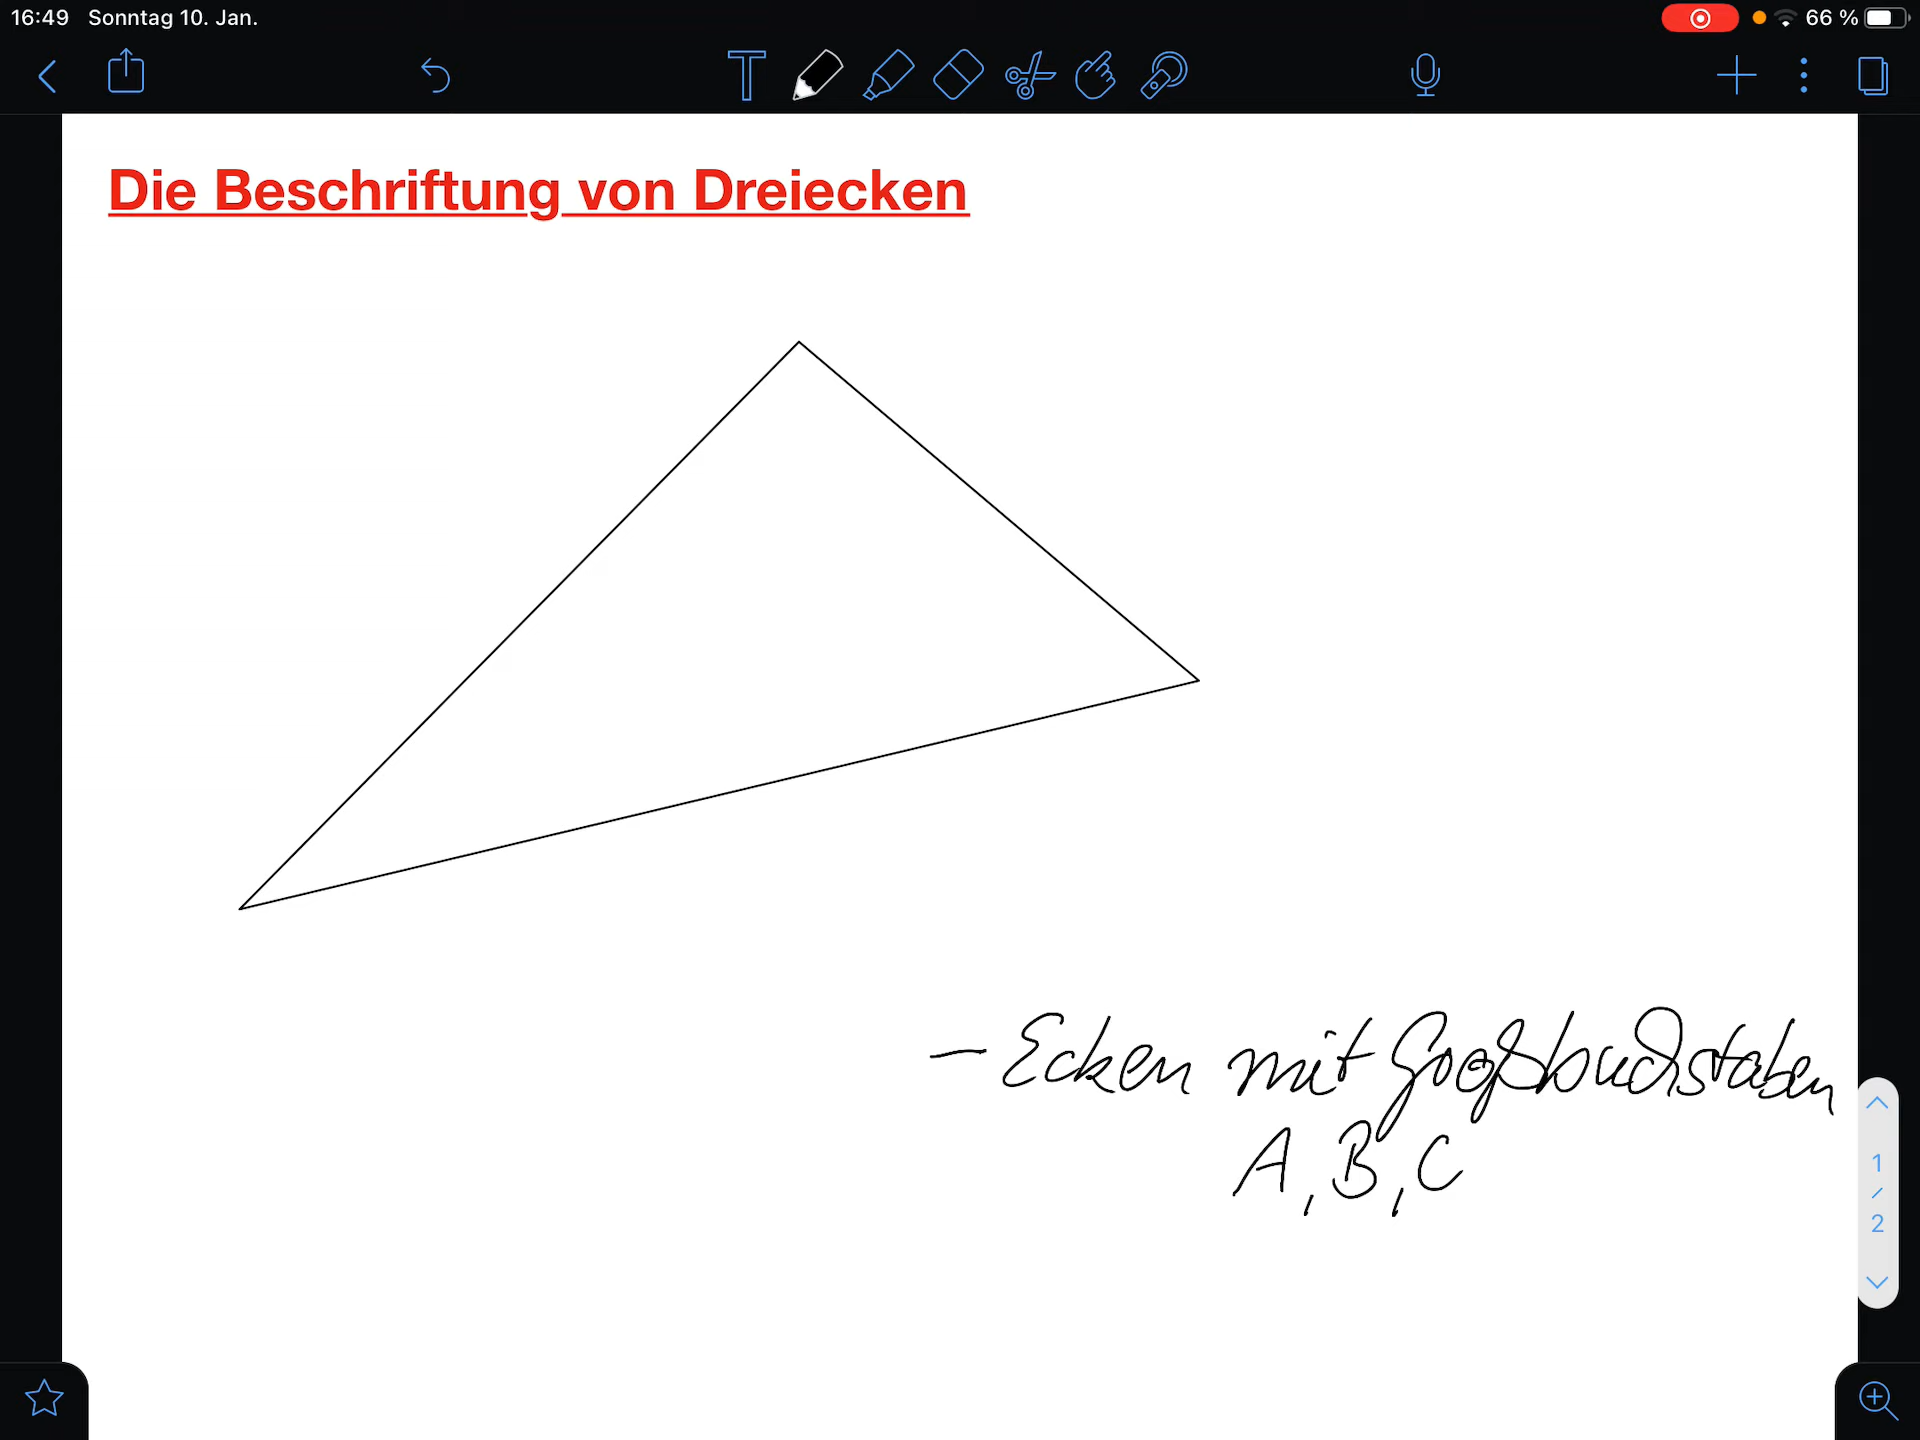 16:49 Sonntag 10. Jan.
66 %
Die Beschriftung von Dreiecken
- Ecken mit Großbuchstaben
A, B, C
1
/
2